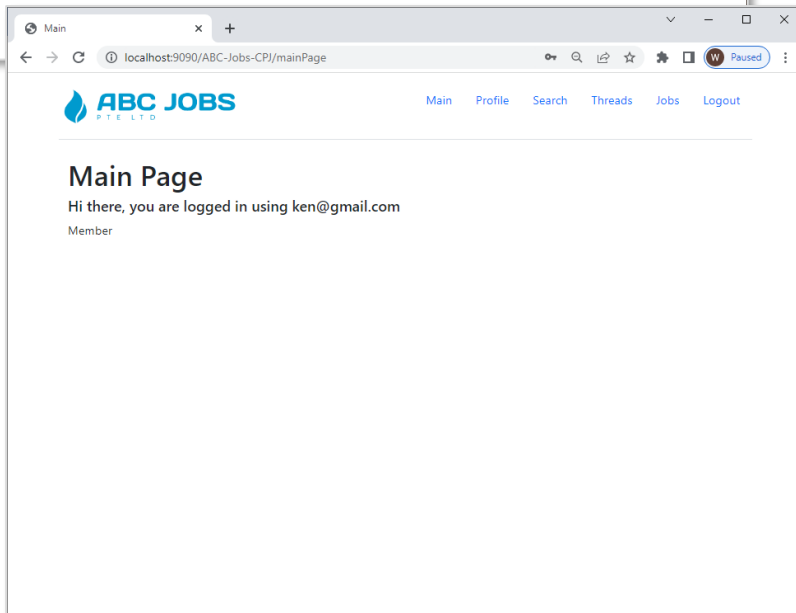 Main
localhost:9090/ABC-Jobs-CPJ/mainPage
W Paused
ABC JOBS
PTE LTD
Main Profile Search Threads Jobs Logout
Main Page
Hi there, you are logged in using ken@gmail.com
Member